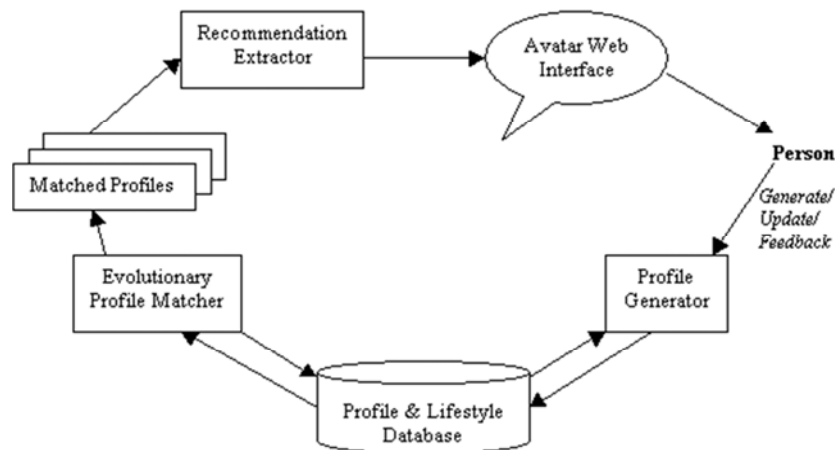 Recommendation
Extractor
Avatar Web
Interface
Person
Generate/
Update/
Feedback
Matched Profiles
Evolutionary
Profile Matcher
Profile
Generator
Profile & Lifestyle
Database